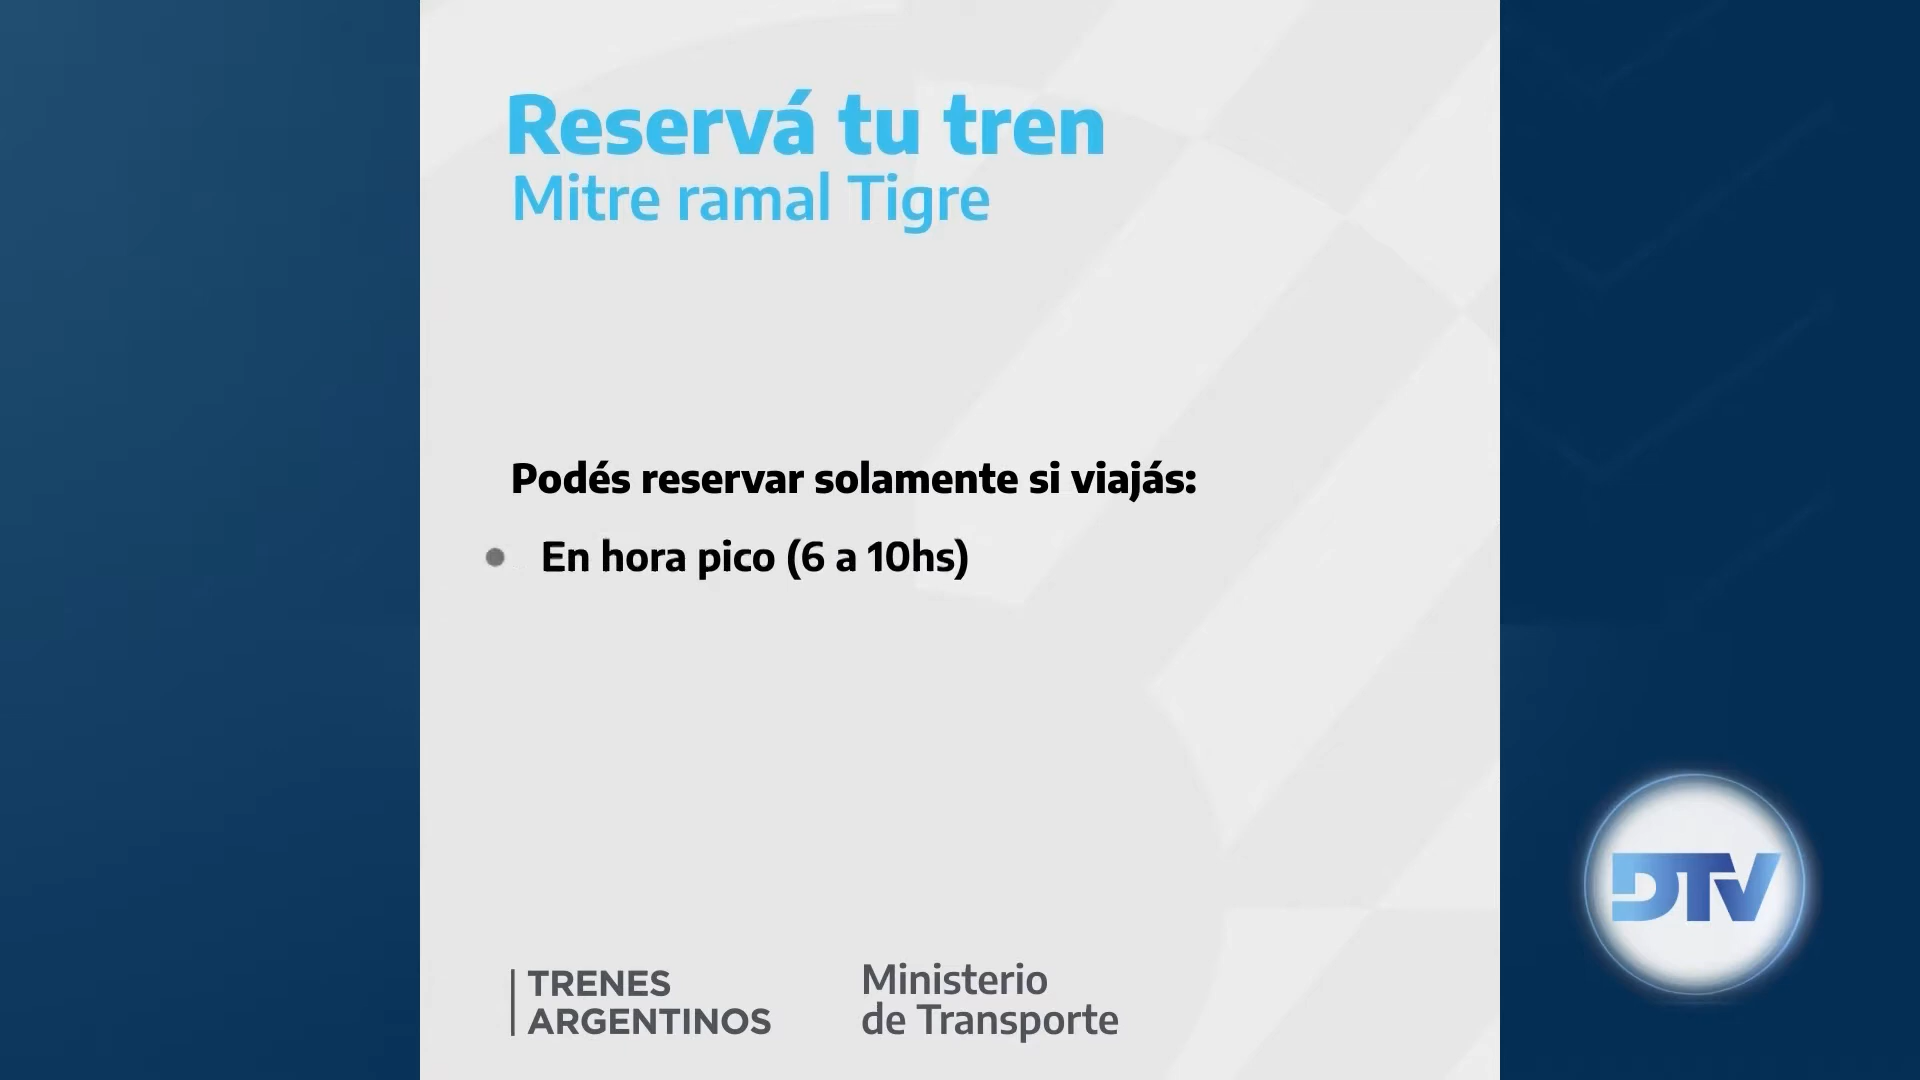 Reservá tu tren
Mitre ramal Tigre
Podés reservar solamente si viajás:
En hora pico (6 a 10hs)
TRENES
ARGENTINOS
Ministerio
de Transporte
DTV